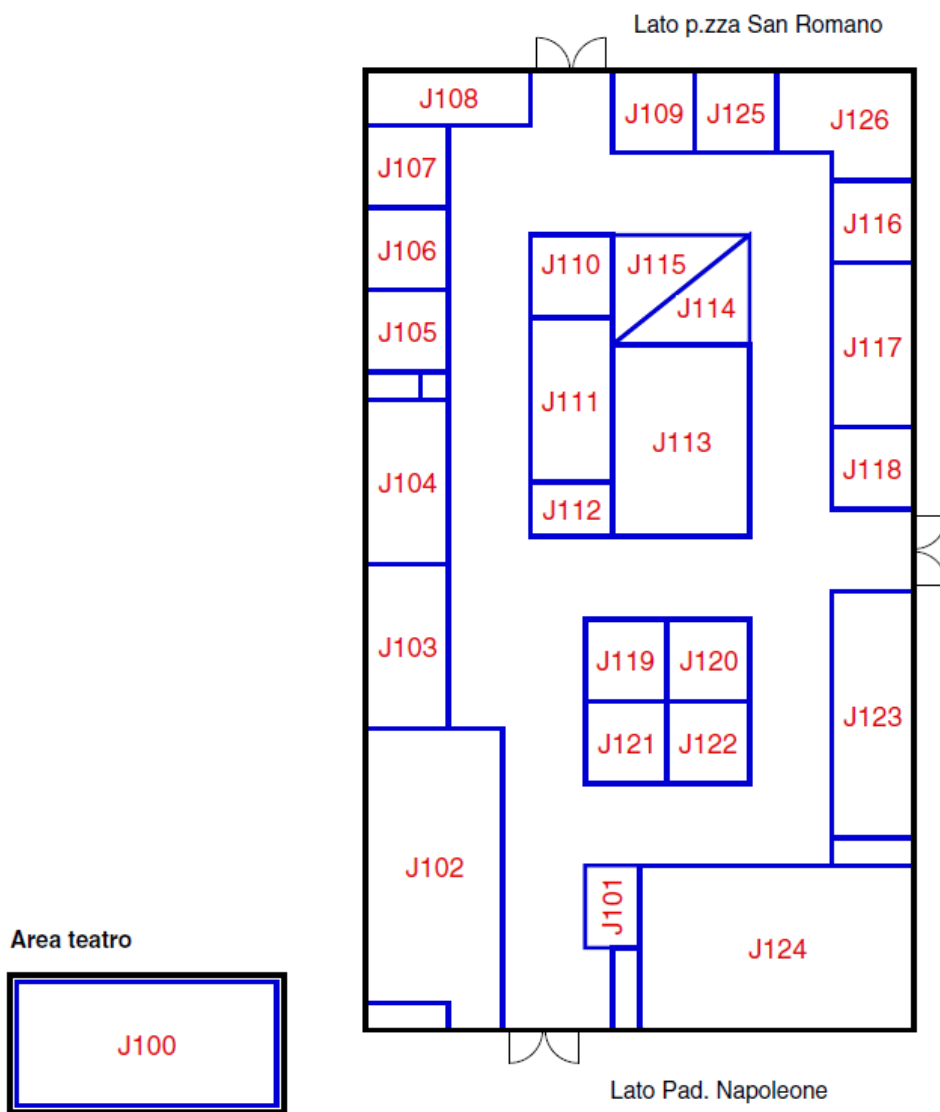 Lato p.zza San Romano
J108
J109
J125
J126
J107
J116
J106
J110
J115
J114
J105
J117
J111
J113
J118
J104
J112
J103
J119
J120
J123
J121
J122
J102
J101
Area teatro
J124
J100
Lato Pad. Napoleone